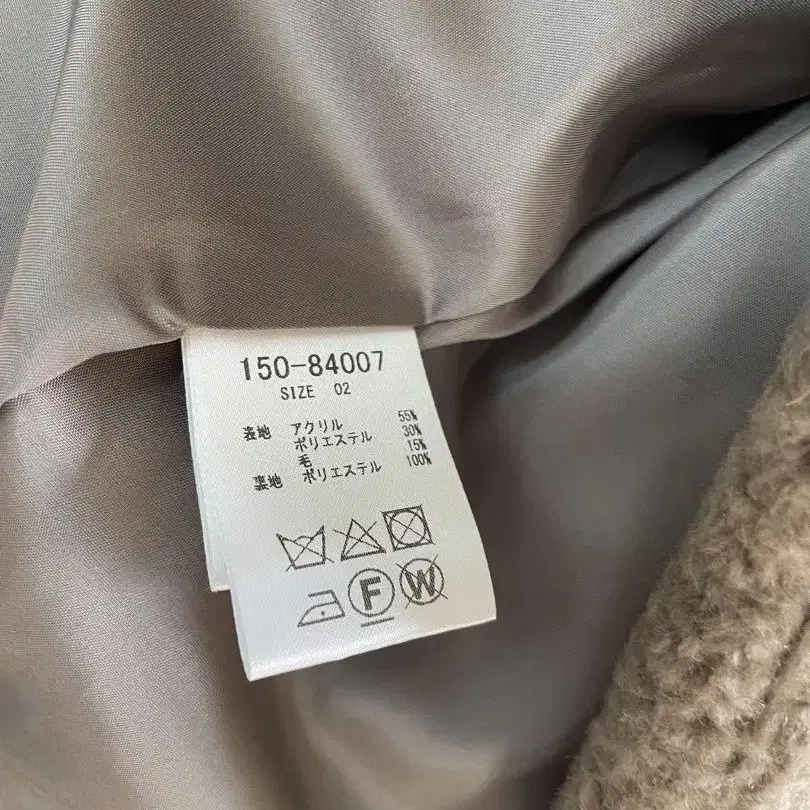 150-84007
SIZE 02
表地 アクリル 55%
ポリエステル 30%
毛 15%
裏地 ポリエステル 100%
F W